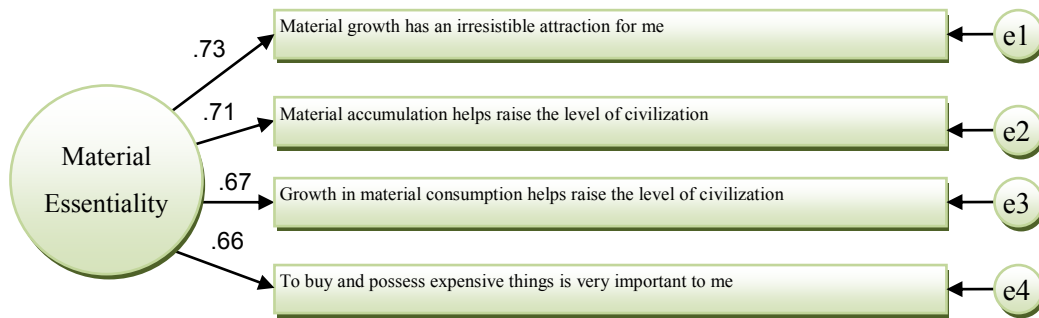 Material growth has an irresistible attraction for me
e1
.73
.71
Material accumulation helps raise the level of civilization
e2
Material
Essentiality
.67
Growth in material consumption helps raise the level of civilization
e3
.66
To buy and possess expensive things is very important to me
e4